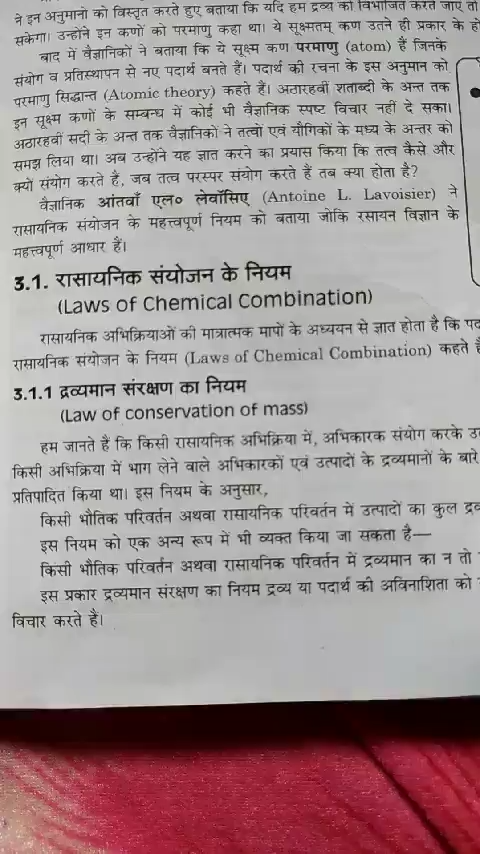 ने इन अनुमानों को विस्तृत करते हुए बताया कि यदि हम द्रव्य को विभाजित करते जाएँ तो
सकेगा। उन्होंने इन कणों को परमाणु कहा था। ये सूक्ष्मतम् कण उतने ही प्रकार के हो
बाद में वैज्ञानिकों ने बताया कि ये सूक्ष्म कण परमाणु (atom) हैं जिनके
संयोग व प्रतिस्थापन से नए पदार्थ बनते हैं। पदार्थ की रचना के इस अनुमान को
परमाणु सिद्धान्त (Atomic theory) कहते हैं। अठारहवीं शताब्दी के अन्त तक
इन सूक्ष्म कणों के सम्बन्ध में कोई भी वैज्ञानिक स्पष्ट विचार नहीं दे सका।
अठारहवीं सदी के अन्त तक वैज्ञानिकों ने तत्वों एवं यौगिकों के मध्य के अन्तर को
समझ लिया था। अब उन्होंने यह ज्ञात करने का प्रयास किया कि तत्व कैसे और
क्यों संयोग करते हैं, जब तत्व परस्पर संयोग करते हैं तब क्या होता है?
वैज्ञानिक आंतवाँ एल० लेवॉसिए (Antoine L. Lavoisier) ने
रासायनिक संयोजन के महत्त्वपूर्ण नियम को बताया जोकि रसायन विज्ञान के
महत्त्वपूर्ण आधार हैं।
3.1. रासायनिक संयोजन के नियम
(Laws of Chemical Combination)
रासायनिक अभिक्रियाओं की मात्रात्मक मापों के अध्ययन से ज्ञात होता है कि पद
रासायनिक संयोजन के नियम (Laws of Chemical Combination) कहते हैं
3.1.1 द्रव्यमान संरक्षण का नियम
(Law of conservation of mass)
हम जानते हैं कि किसी रासायनिक अभिक्रिया में, अभिकारक संयोग करके उ
किसी अभिक्रिया में भाग लेने वाले अभिकारकों एवं उत्पादों के द्रव्यमानों के बारे
प्रतिपादित किया था। इस नियम के अनुसार,
किसी भौतिक परिवर्तन अथवा रासायनिक परिवर्तन में उत्पादों का कुल द्रव
इस नियम को एक अन्य रूप में भी व्यक्त किया जा सकता है—
किसी भौतिक परिवर्तन अथवा रासायनिक परिवर्तन में द्रव्यमान का न तो
इस प्रकार द्रव्यमान संरक्षण का नियम द्रव्य या पदार्थ की अविनाशिता को
विचार करते हैं।